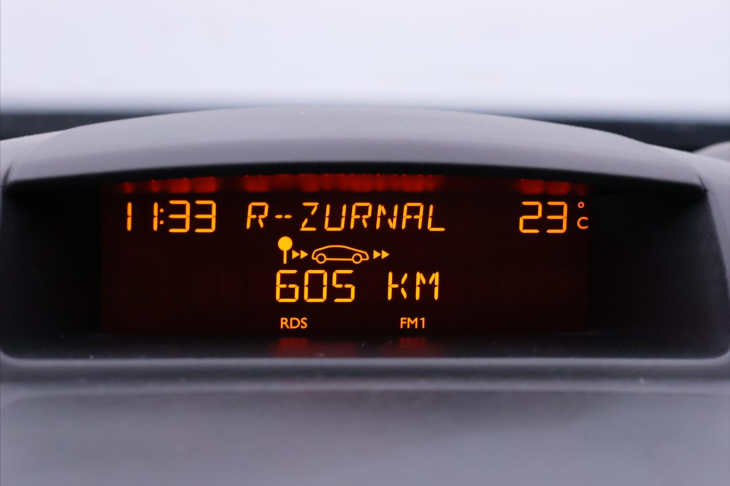 11:33 R--ZURNAL 23°C
605 KM
RDS FM1